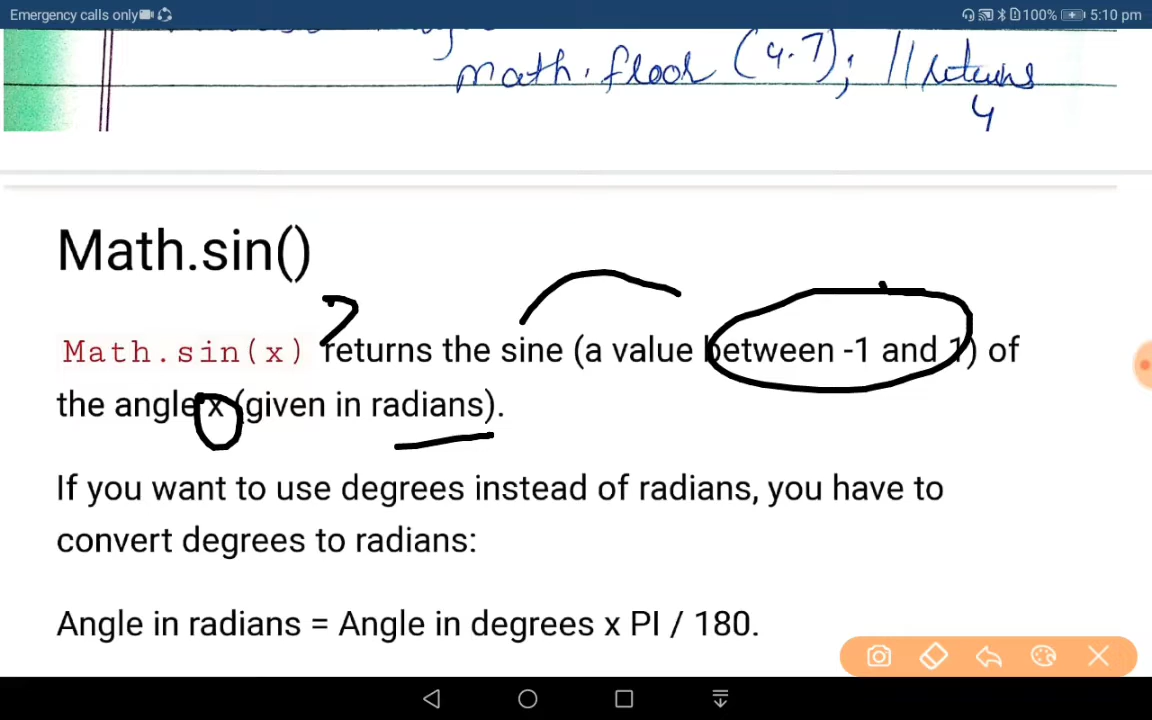 Emergency calls only
100% 5:10 pm
math.floor (4.7); // returns
4
Math.sin()
Math.sin(x) returns the sine (a value between -1 and 1) of
the angle x (given in radians).
If you want to use degrees instead of radians, you have to
convert degrees to radians:
Angle in radians = Angle in degrees x PI / 180.